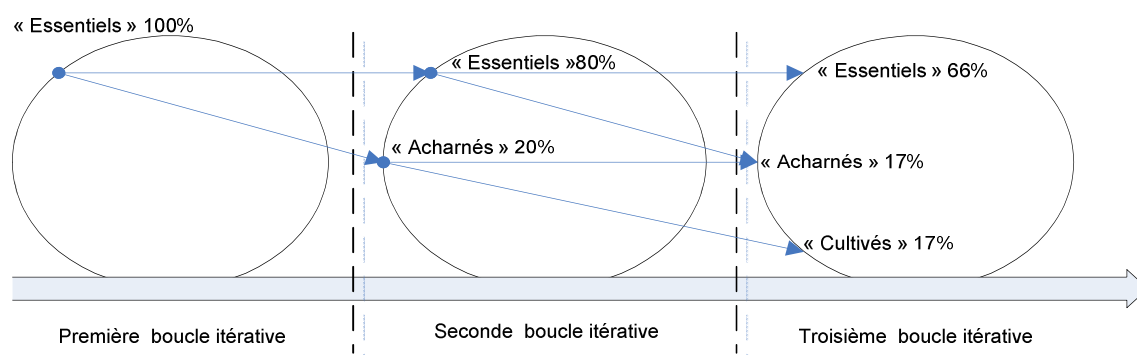 « Essentiels » 100%
« Essentiels »80%
« Essentiels » 66%
« Acharnés » 20%
« Acharnés » 17%
« Cultivés » 17%
Première boucle itérative
Seconde boucle itérative
Troisième boucle itérative